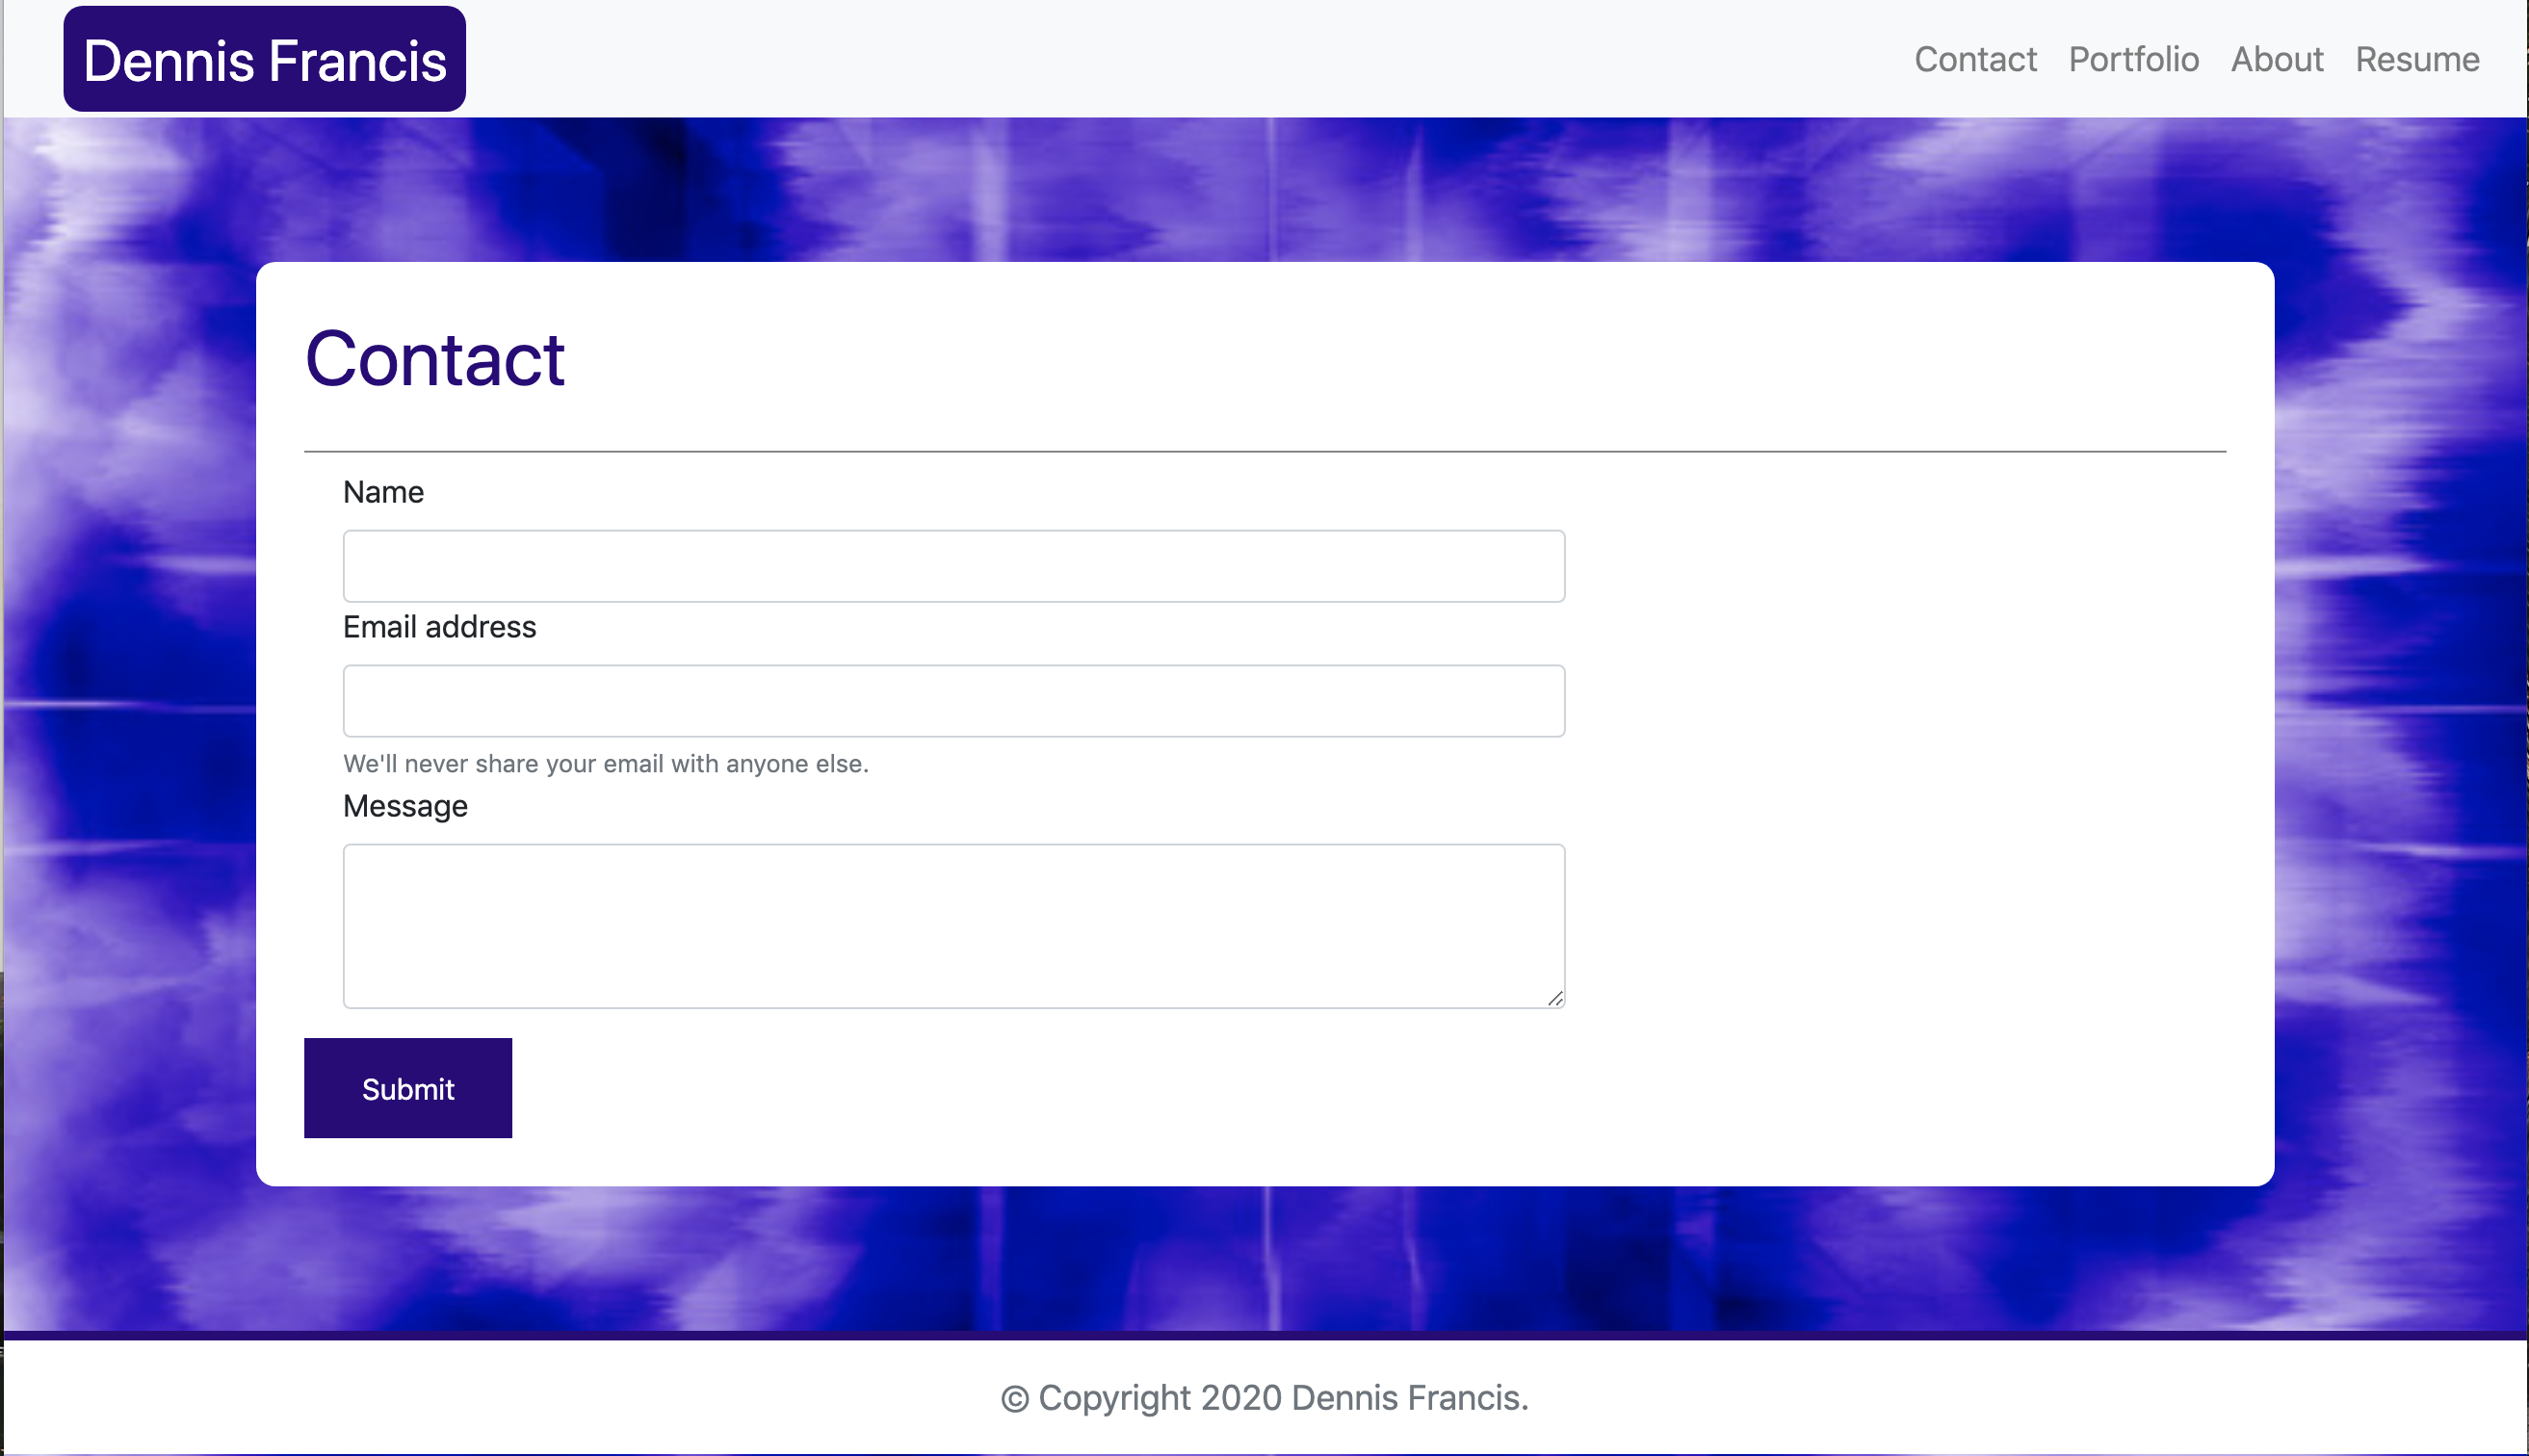 Dennis Francis
Contact Portfolio About Resume
Contact
Name
Email address
We'll never share your email with anyone else.
Message
Submit
© Copyright 2020 Dennis Francis.